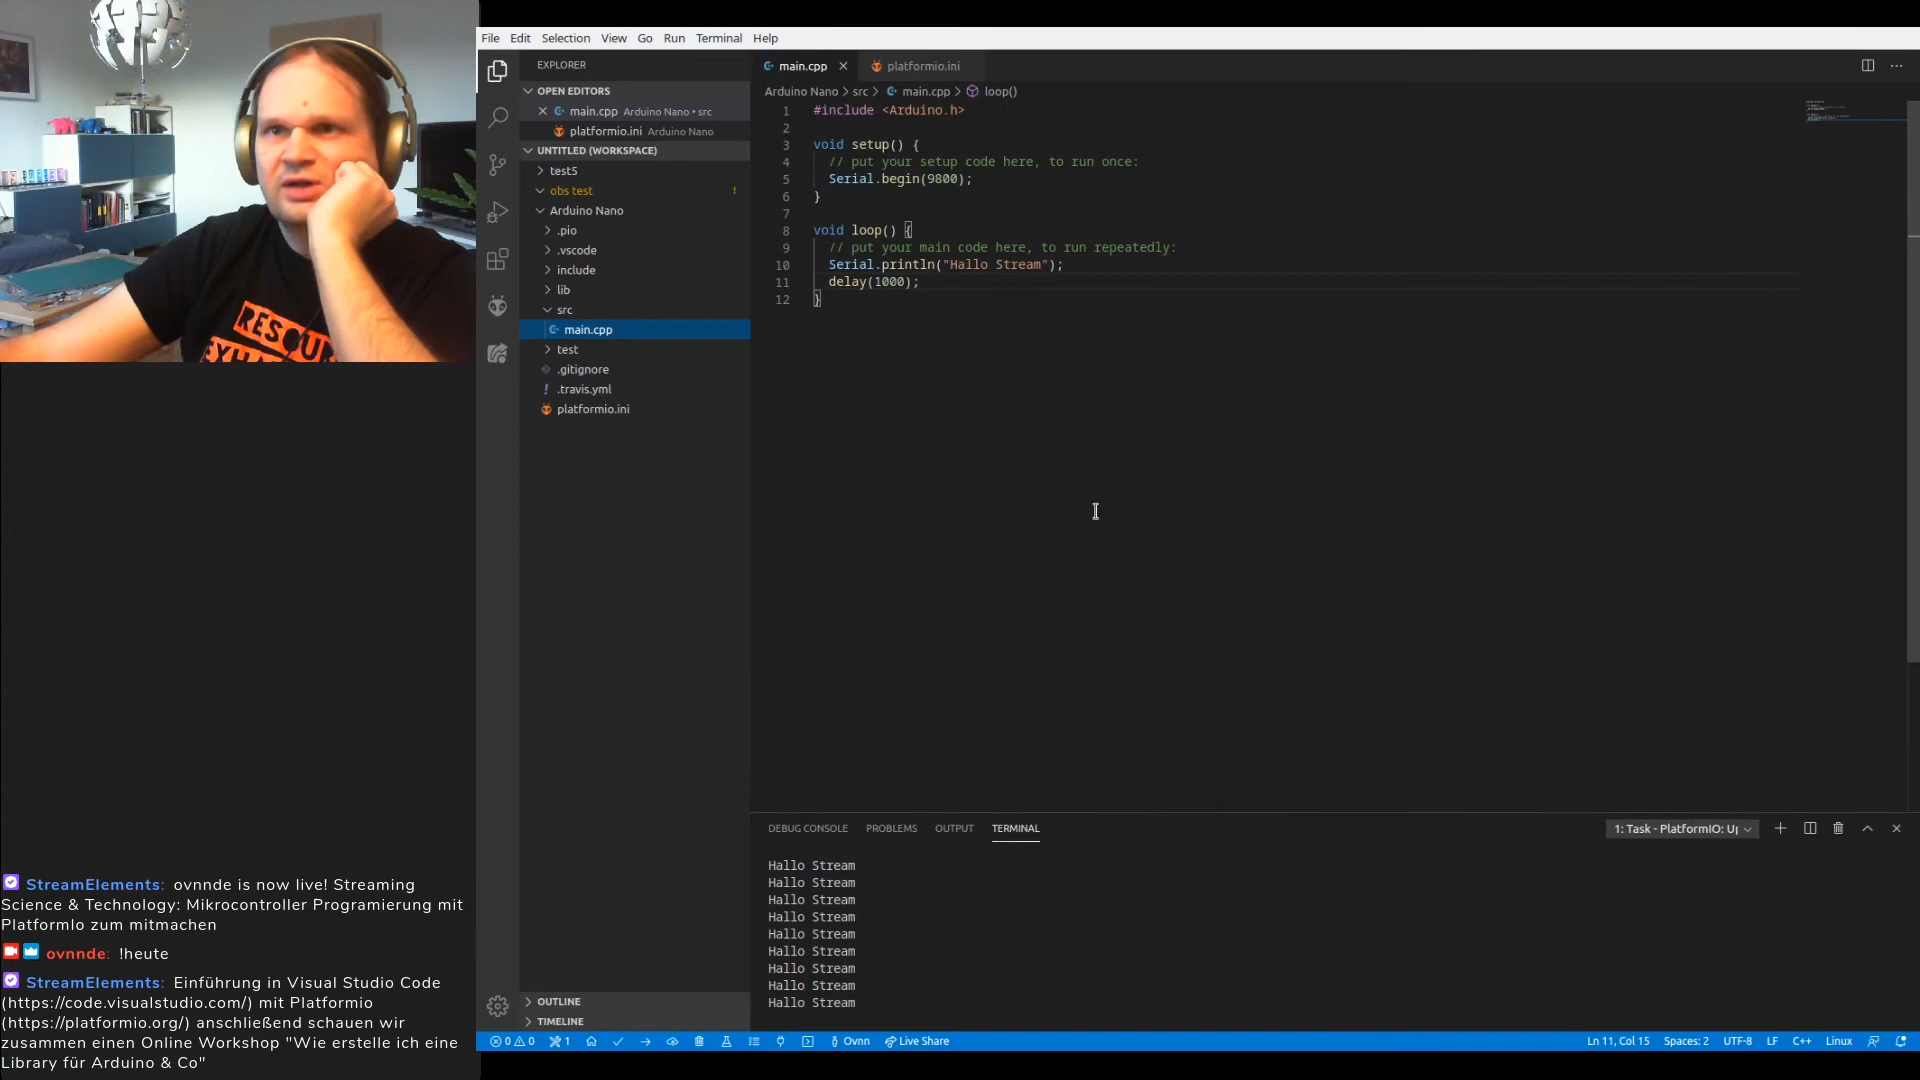 File Edit Selection View Go Run Terminal Help
EXPLORER
OPEN EDITORS
main.cpp Arduino Nano • src
platformio.ini Arduino Nano
UNTITLED (WORKSPACE)
test5
obs test !
Arduino Nano
.pio
.vscode
include
lib
src
main.cpp
test
.gitignore
! .travis.yml
platformio.ini
OUTLINE
TIMELINE
main.cpp
platformio.ini
Arduino Nano > src > main.cpp > loop()
1 #include <Arduino.h>
2
3 void setup() {
4 // put your setup code here, to run once:
5 Serial.begin(9800);
6 }
7
8 void loop() {
9 // put your main code here, to run repeatedly:
10 Serial.println("Hallo Stream");
11 delay(1000);
12 }
DEBUG CONSOLE PROBLEMS OUTPUT TERMINAL
1: Task - PlatformIO: Up
Hallo Stream
Hallo Stream
Hallo Stream
Hallo Stream
Hallo Stream
Hallo Stream
Hallo Stream
Hallo Stream
Hallo Stream
0 0 1 Ovnn Live Share Ln 11, Col 15 Spaces: 2 UTF-8 LF C++ Linux
RESOUR
EXHA
StreamElements: ovnnde is now live! Streaming
Science & Technology: Mikrocontroller Programierung mit
PlatformIo zum mitmachen
ovnnde: !heute
StreamElements: Einführung in Visual Studio Code
(https://code.visualstudio.com/) mit Platformio
(https://platformio.org/) anschließend schauen wir
zusammen einen Online Workshop "Wie erstelle ich eine
Library für Arduino & Co"